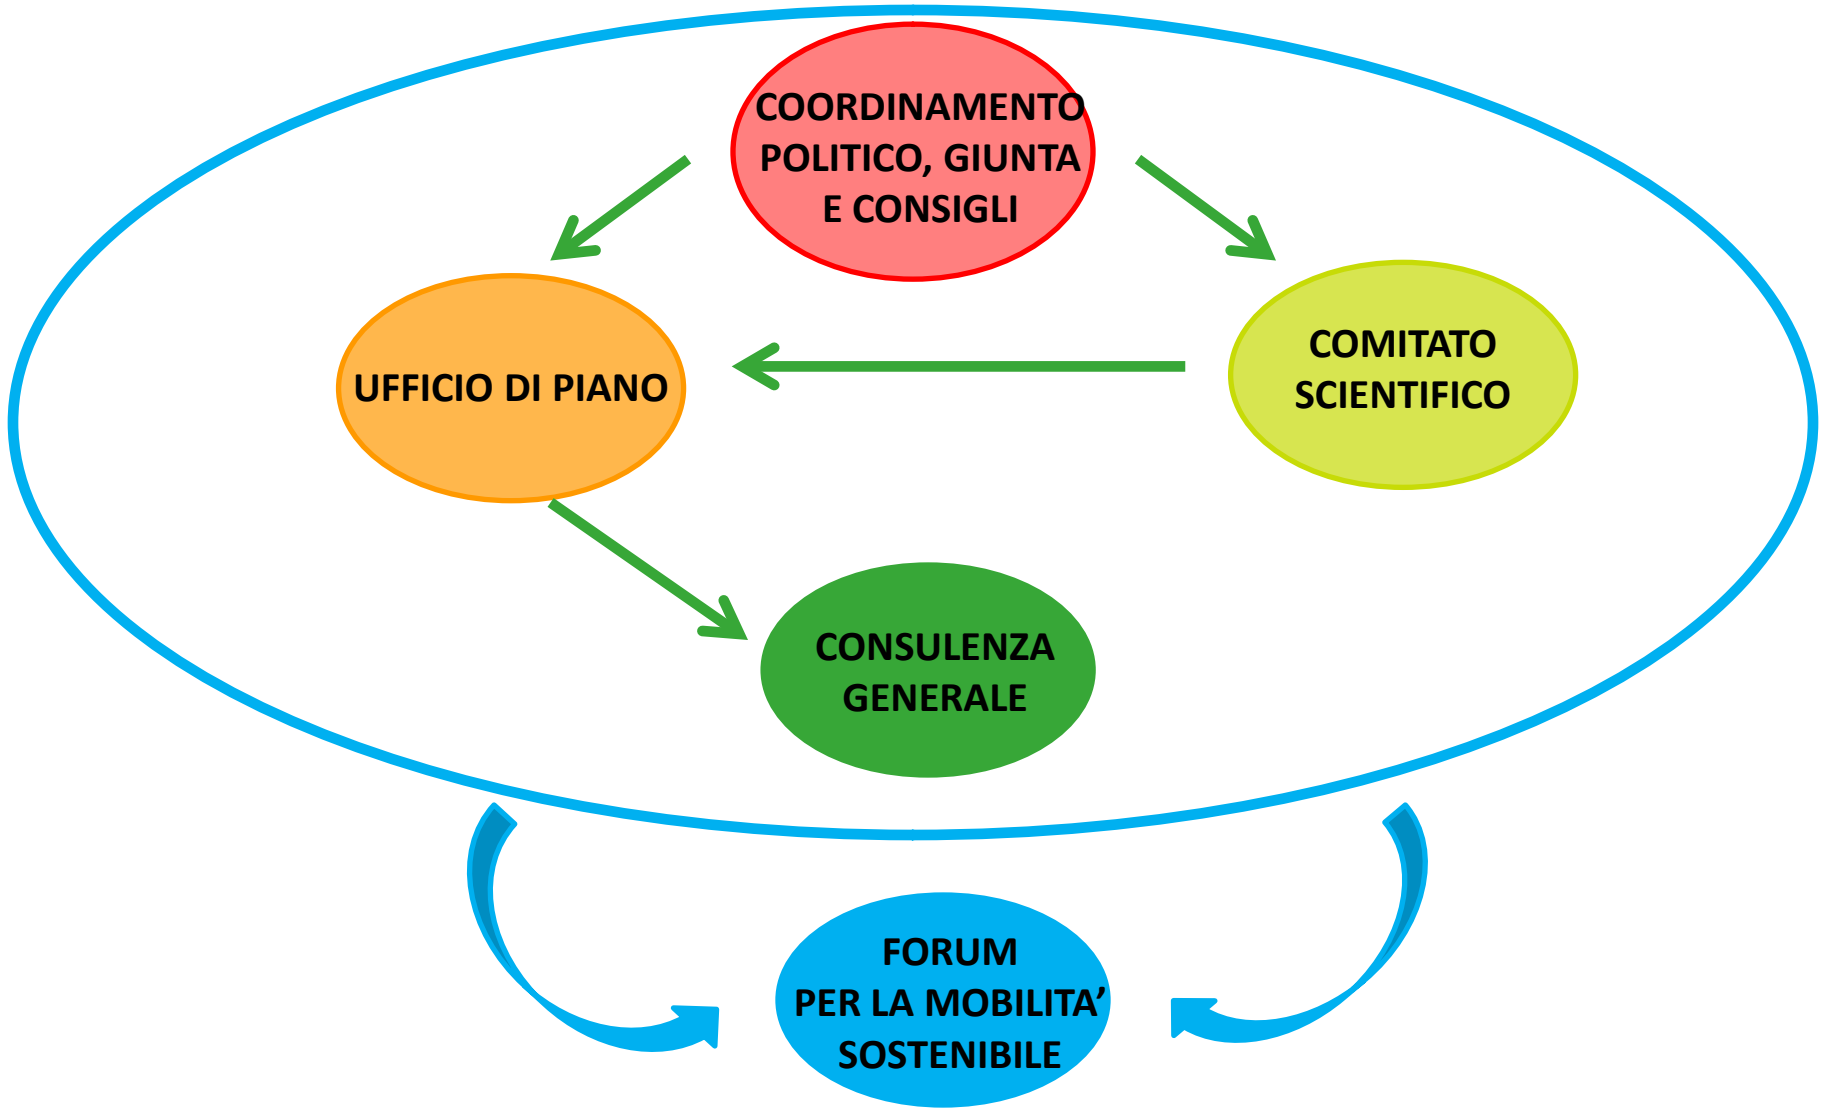 COORDINAMENTO
POLITICO, GIUNTA
E CONSIGLI
UFFICIO DI PIANO
COMITATO
SCIENTIFICO
CONSULENZA
GENERALE
FORUM
PER LA MOBILITA’
SOSTENIBILE